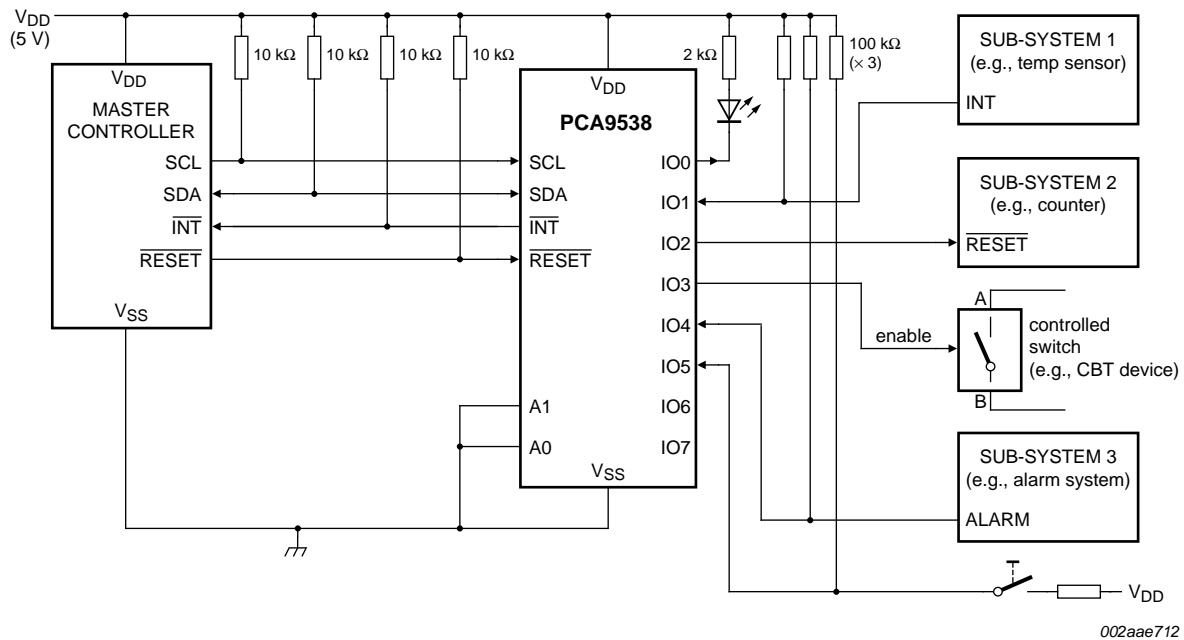 VDD
(5 V)
10 kΩ
10 kΩ
10 kΩ
10 kΩ
2 kΩ
100 kΩ
(× 3)
VDD
MASTER
CONTROLLER
SCL
SDA
INT
RESET
VSS
VDD
PCA9538
SCL
SDA
INT
RESET
A1
A0
VSS
IO0
IO1
IO2
IO3
IO4
IO5
IO6
IO7
SUB-SYSTEM 1
(e.g., temp sensor)
INT
SUB-SYSTEM 2
(e.g., counter)
RESET
A
enable
controlled
switch
(e.g., CBT device)
B
SUB-SYSTEM 3
(e.g., alarm system)
ALARM
VDD
002aae712